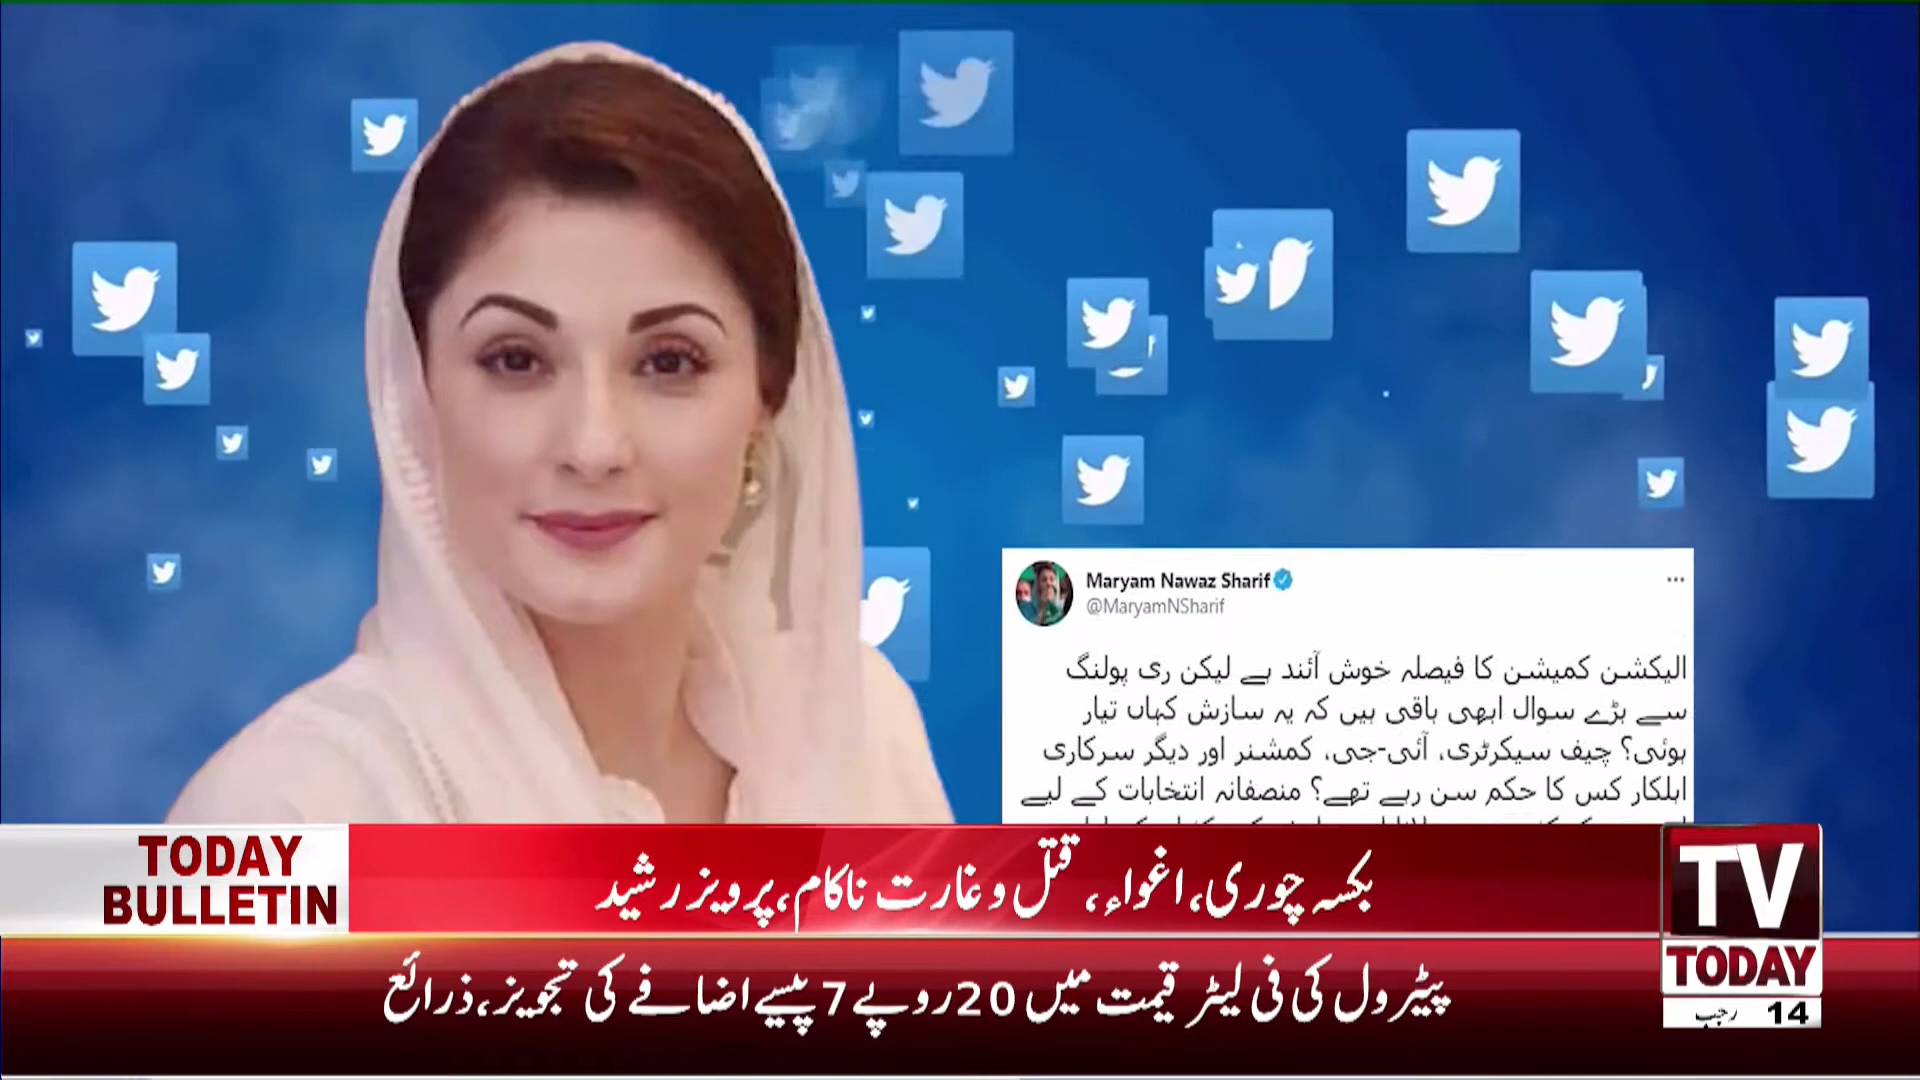 Maryam Nawaz Sharif
@MaryamNSharif
الیکشن کمیشن کا فیصلہ خوش آئند ہے لیکن ری پولنگ
سے بڑے سوال ابھی باقی ہیں کہ یہ سازش کہاں تیار
ہوئی؟ چیف سیکرٹری، آئی-جی، کمشنر اور دیگر سرکاری
اہلکار کس کا حکم سن رہے تھے؟ منصفانہ انتخابات کے لیے
TODAY
BULLETIN
بکسہ چوری، اغواء، قتل و غارت ناکام، پرویز رشید
پیٹرول کی فی لیٹر قیمت میں 20 روپے 7 پیسے اضافے کی تجویز، ذرائع
TV
TODAY
14 رجب